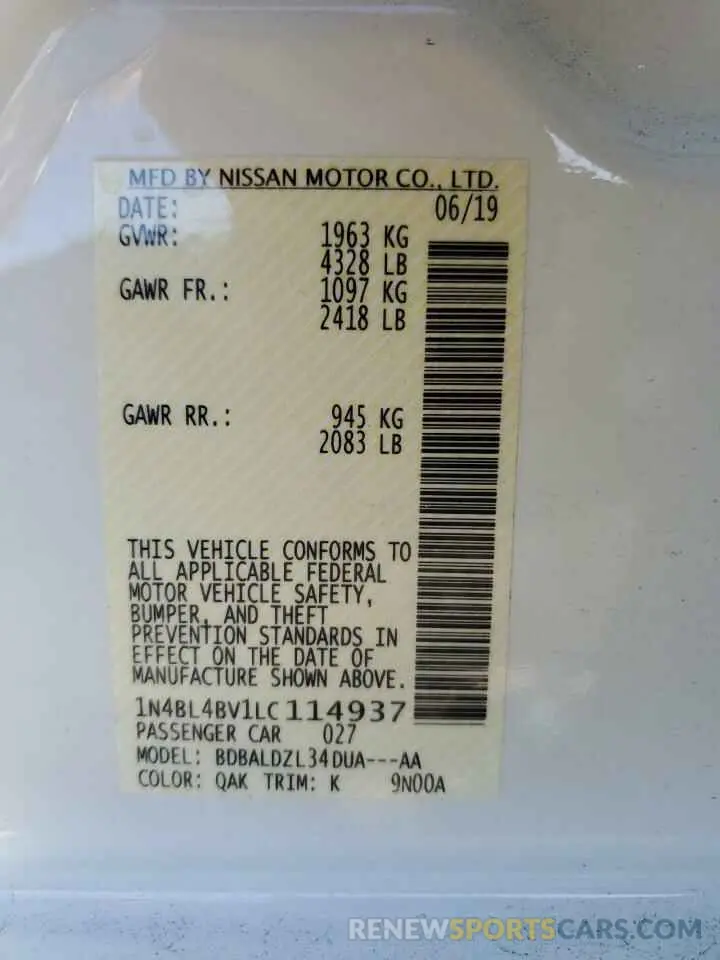 MFD BY NISSAN MOTOR CO., LTD.
DATE: 06/19
GVWR: 1963 KG
4328 LB
GAWR FR.: 1097 KG
2418 LB
GAWR RR.: 945 KG
2083 LB
THIS VEHICLE CONFORMS TO
ALL APPLICABLE FEDERAL
MOTOR VEHICLE SAFETY,
BUMPER, AND THEFT
PREVENTION STANDARDS IN
EFFECT ON THE DATE OF
MANUFACTURE SHOWN ABOVE.
1N4BL4BV1LC114937
PASSENGER CAR 027
MODEL: BDBALDZL34DUA---AA
COLOR: QAK TRIM: K 9N00A
RENEWSPORTSCARS.COM